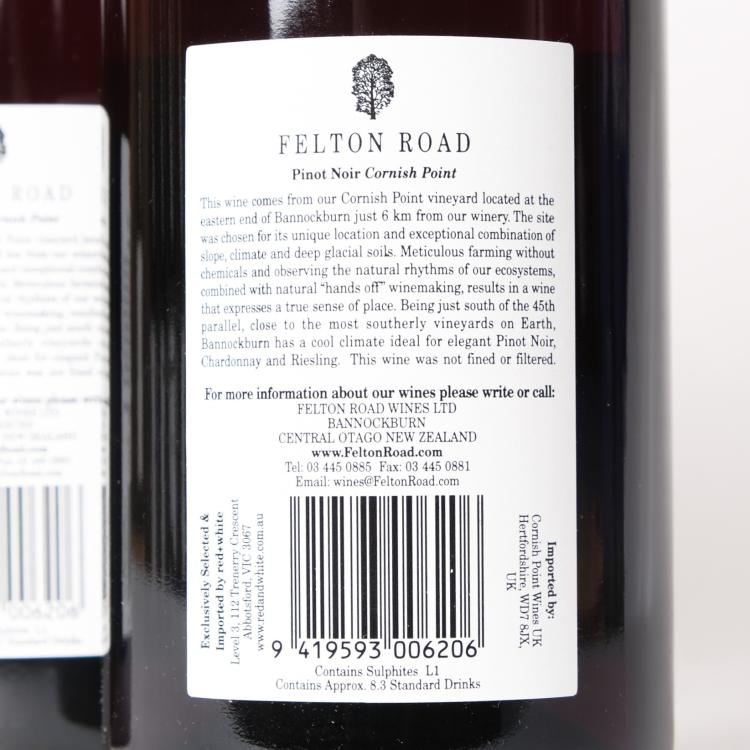 FELTON ROAD
Pinot Noir Cornish Point
This wine comes from our Cornish Point vineyard located at the
eastern end of Bannockburn just 6 km from our winery. The site
was chosen for its unique location and exceptional combination of
slope, climate and deep glacial soils. Meticulous farming without
chemicals and observing the natural rhythms of our ecosystems,
combined with natural "hands off" winemaking, results in a wine
that expresses a true sense of place. Being just south of the 45th
parallel, close to the most southerly vineyards on Earth,
Bannockburn has a cool climate ideal for elegant Pinot Noir,
Chardonnay and Riesling. This wine was not fined or filtered.
For more information about our wines please write or call:
FELTON ROAD WINES LTD
BANNOCKBURN
CENTRAL OTAGO NEW ZEALAND
www.FeltonRoad.com
Tel: 03 445 0885 Fax: 03 445 0881
Email: wines@FeltonRoad.com
Exclusively Selected &
Imported by red+white
Level 3, 112 Trenerry Crescent
Abbotsford, VIC 3067
www.redandwhite.com.au
9 419593 006206
Imported by:
Cornish Point Wines UK
Hertfordshire, WD7 8JX,
UK
Contains Sulphites L1
Contains Approx. 8.3 Standard Drinks
ROAD
Cornish Point
006206
Sulphites L1
Standard Drinks